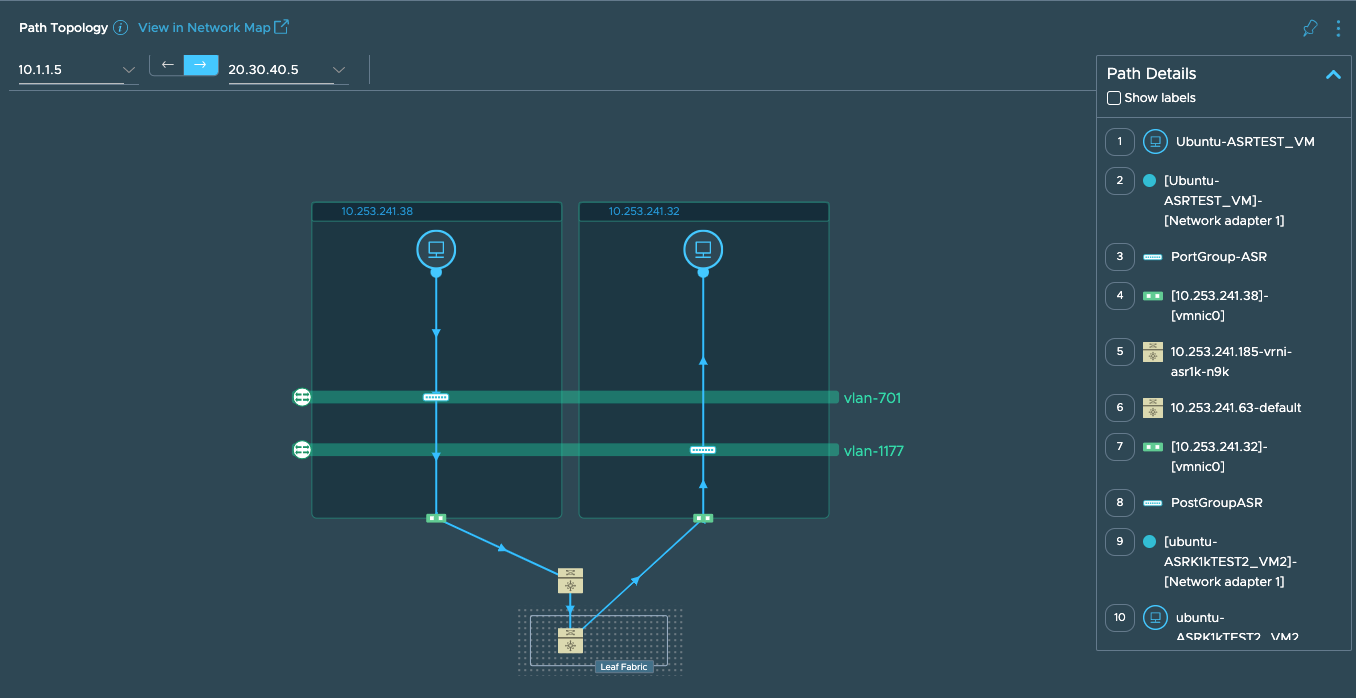 Path Topology View in Network Map
10.1.1.5
20.30.40.5
Path Details
Show labels
10.253.241.38
10.253.241.32
vlan-701
vlan-1177
Leaf Fabric
1 Ubuntu-ASRTEST_VM
2 [Ubuntu-
ASRTEST_VM]-
[Network adapter 1]
3 PortGroup-ASR
4 [10.253.241.38]-
[vmnic0]
5 10.253.241.185-vrni-
asr1k-n9k
6 10.253.241.63-default
7 [10.253.241.32]-
[vmnic0]
8 PostGroupASR
9 [ubuntu-
ASRK1kTEST2_VM2]-
[Network adapter 1]
10 ubuntu-
ASRK1kTEST2_VM2